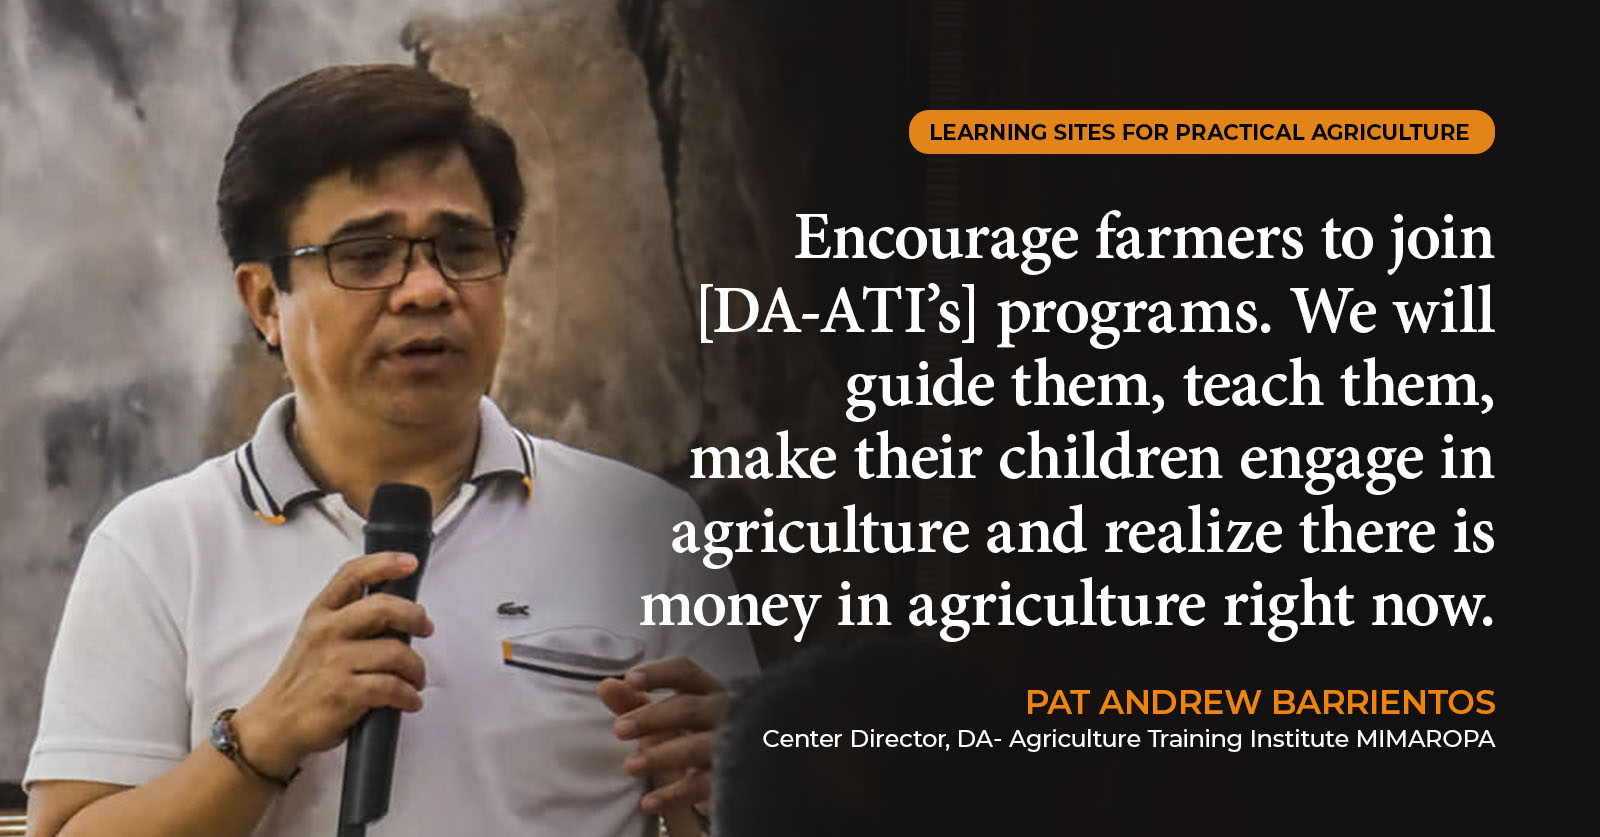 LEARNING SITES FOR PRACTICAL AGRICULTURE
Encourage farmers to join
[DA-ATI’s] programs. We will
guide them, teach them,
make their children engage in
agriculture and realize there is
money in agriculture right now.
PAT ANDREW BARRIENTOS
Center Director, DA- Agriculture Training Institute MIMAROPA